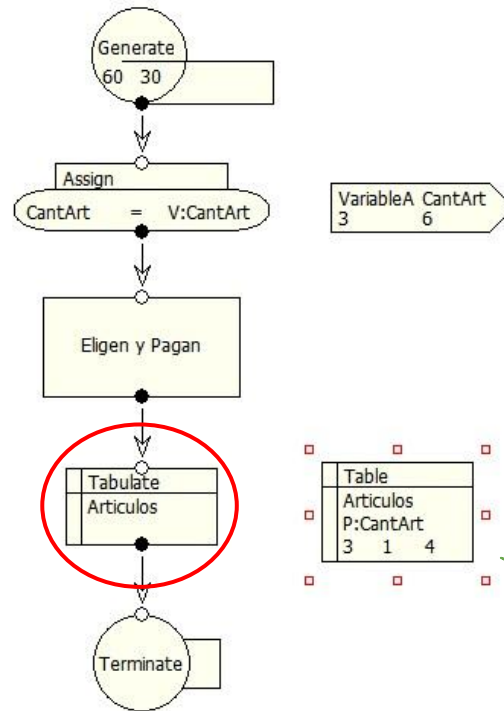 Generate
60 30
Assign
CantArt = V:CantArt
VariableA CantArt
3 6
Eligen y Pagan
Tabulate
Articulos
Table
Articulos
P:CantArt
3 1 4
Terminate